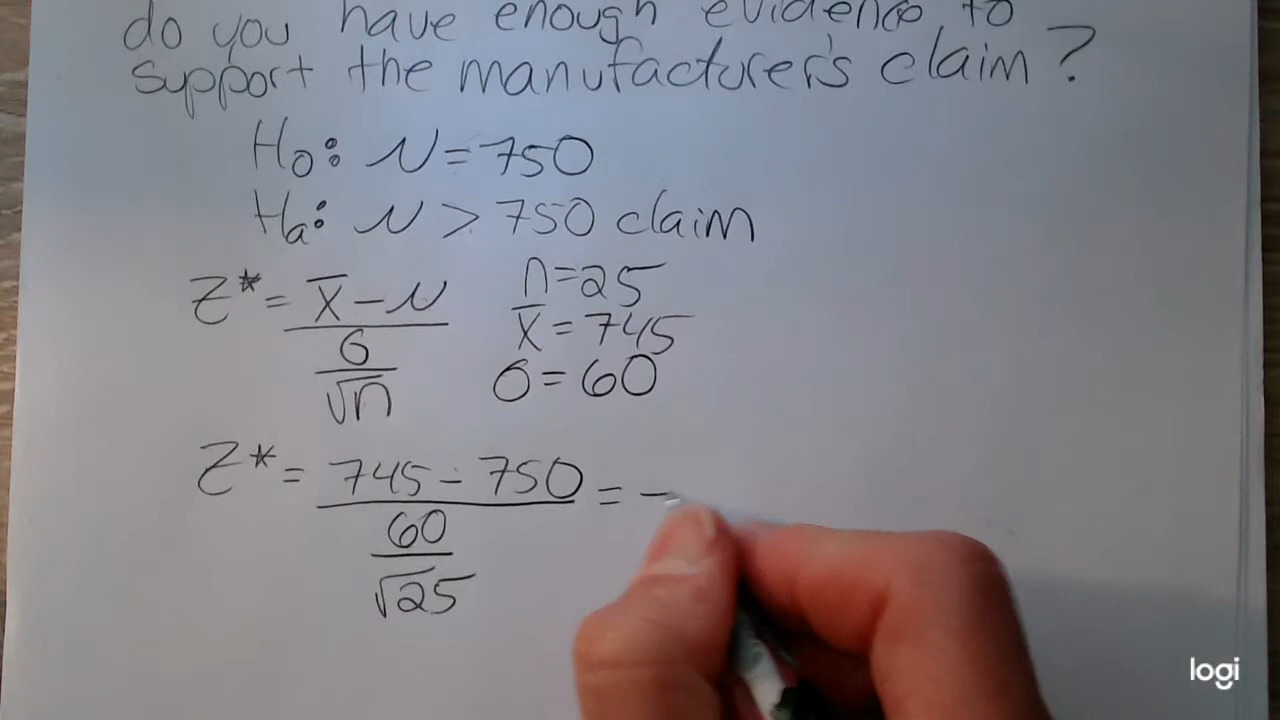 do you have enough evidence to
support the manufacturer's claim?
H₀: μ=750
Hₐ: μ > 750 claim
Z* = (x̄ - μ) / (σ/√n)
n=25
x̄=745
σ=60
Z* = (745 - 750) / (60/√25) = -
logi